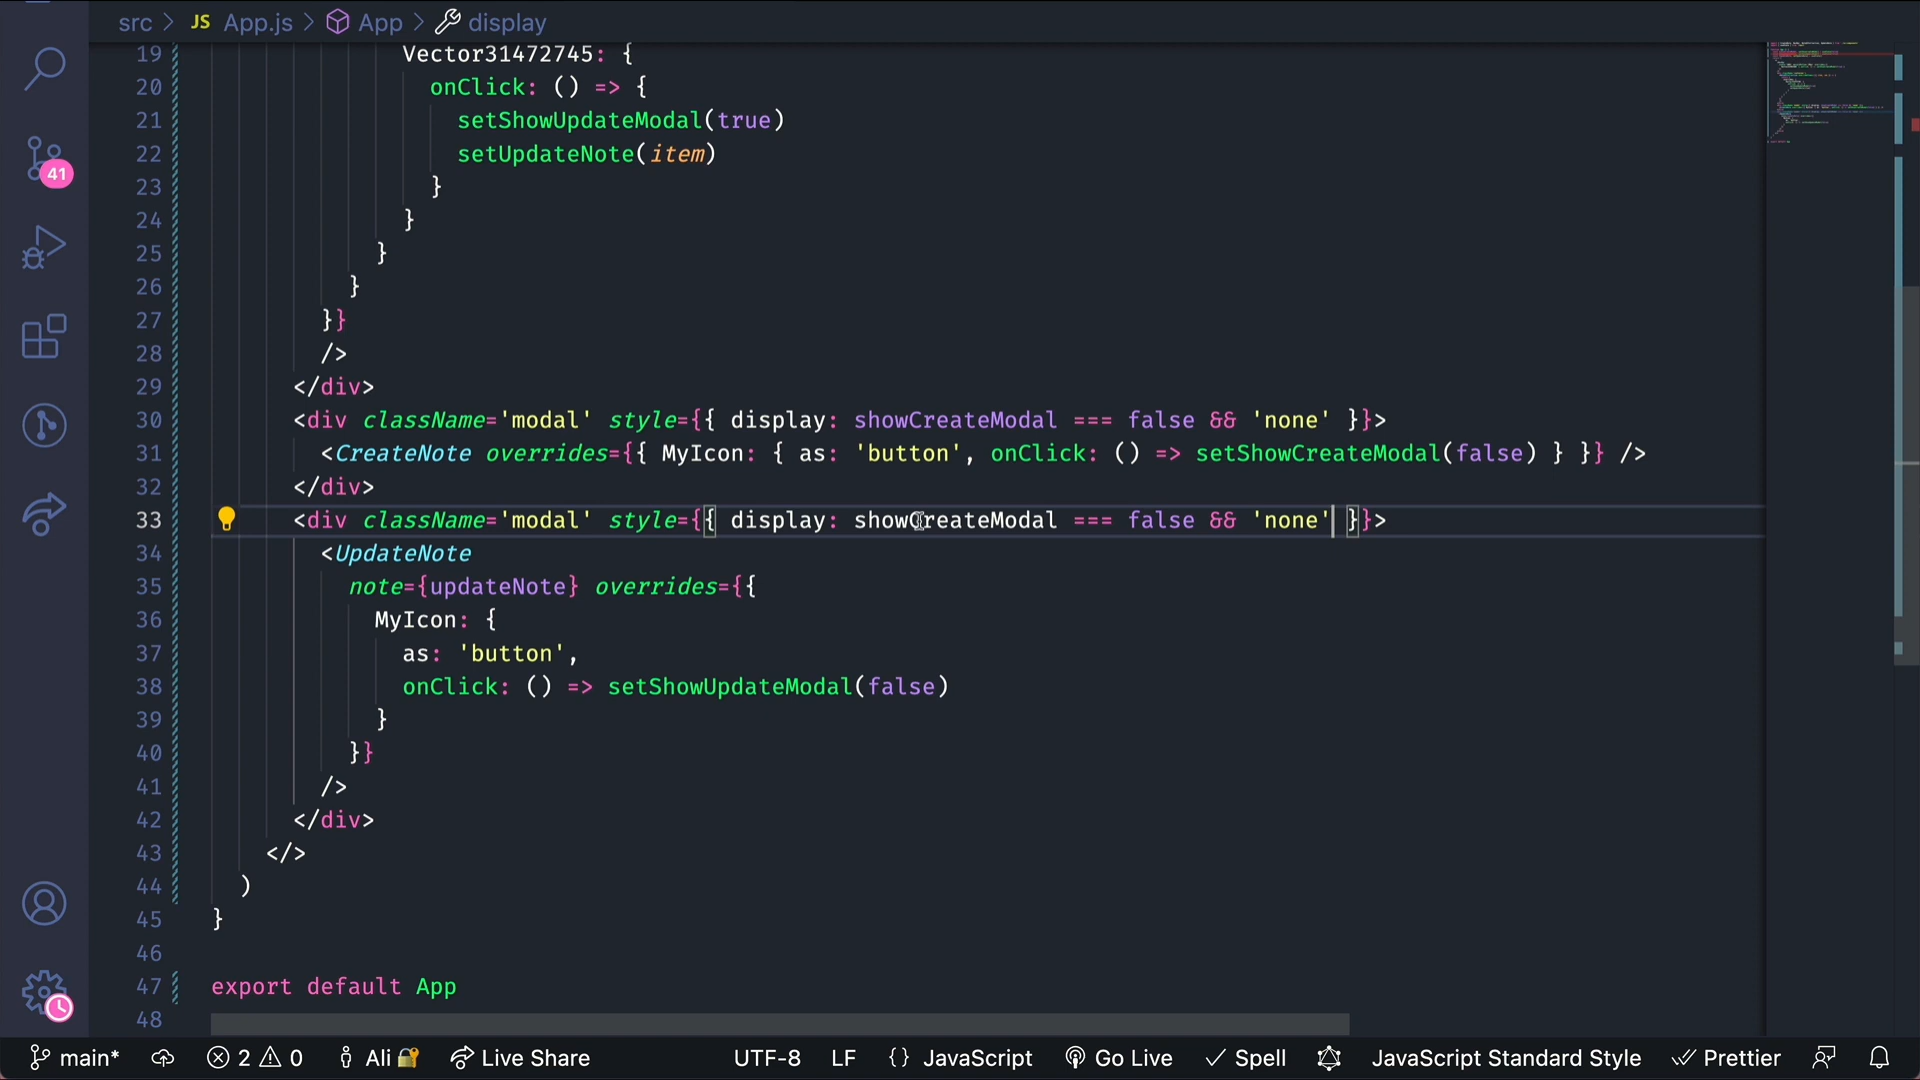 src > JS App.js > App > display
19 Vector31472745: {
20 onClick: () => {
21 setShowUpdateModal(true)
22 setUpdateNote(item)
23 }
24 }
25 }
26 }
27 }}
28 />
29 </div>
30 <div className='modal' style={{ display: showCreateModal === false && 'none' }}>
31 <CreateNote overrides={{ MyIcon: { as: 'button', onClick: () => setShowCreateModal(false) } }} />
32 </div>
33 <div className='modal' style={{ display: showCreateModal === false && 'none' }}>
34 <UpdateNote
35 note={updateNote} overrides={{
36 MyIcon: {
37 as: 'button',
38 onClick: () => setShowUpdateModal(false)
39 }
40 }}
41 />
42 </div>
43 </>
44 )
45 }
46
47 export default App
48
41
main* 2 0 Ali Live Share UTF-8 LF {} JavaScript Go Live Spell JavaScript Standard Style Prettier